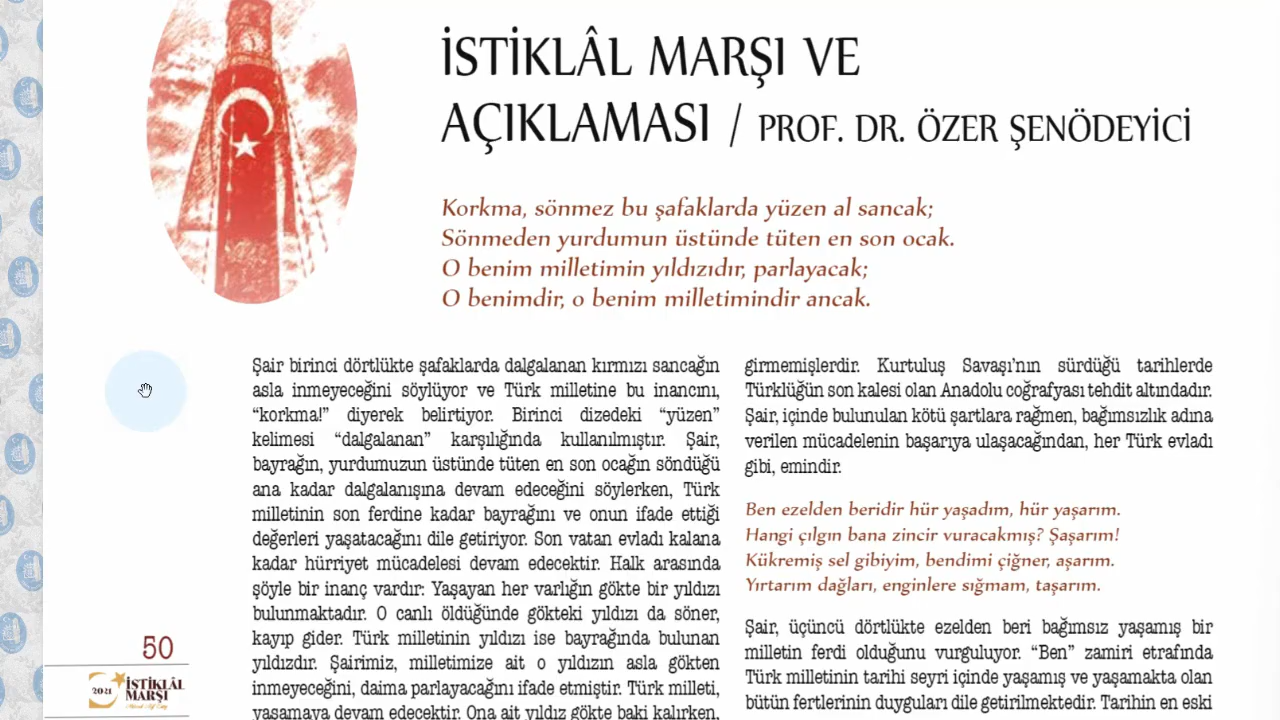 İSTİKLÂL MARŞI VE
AÇIKLAMASI / PROF. DR. ÖZER ŞENÖDEYİCİ
Korkma, sönmez bu şafaklarda yüzen al sancak;
Sönmeden yurdumun üstünde tüten en son ocak.
O benim milletimin yıldızıdır, parlayacak;
O benimdir, o benim milletimindir ancak.
Şair birinci dörtlükte şafaklarda dalgalanan kırmızı sancağın
asla inmeyeceğini söylüyor ve Türk milletine bu inancını,
“korkma!” diyerek belirtiyor. Birinci dizedeki “yüzen”
kelimesi “dalgalanan” karşılığında kullanılmıştır. Şair,
bayrağın, yurdumuzun üstünde tüten en son ocağın söndüğü
ana kadar dalgalanışına devam edeceğini söylerken, Türk
milletinin son ferdine kadar bayrağını ve onun ifade ettiği
değerleri yaşatacağını dile getiriyor. Son vatan evladı kalana
kadar hürriyet mücadelesi devam edecektir. Halk arasında
şöyle bir inanç vardır: Yaşayan her varlığın gökte bir yıldızı
bulunmaktadır. O canlı öldüğünde gökteki yıldızı da söner,
kayıp gider. Türk milletinin yıldızı ise bayrağında bulunan
yıldızdır. Şairimiz, milletimize ait o yıldızın asla gökten
inmeyeceğini, daima parlayacağını ifade etmiştir. Türk milleti,
yaşamaya devam edecektir. Ona ait yıldız gökte baki kalırken,
girmemişlerdir. Kurtuluş Savaşı’nın sürdüğü tarihlerde
Türklüğün son kalesi olan Anadolu coğrafyası tehdit altındadır.
Şair, içinde bulunulan kötü şartlara rağmen, bağımsızlık adına
verilen mücadelenin başarıya ulaşacağından, her Türk evladı
gibi, emindir.
Ben ezelden beridir hür yaşadım, hür yaşarım.
Hangi çılgın bana zincir vuracakmış? Şaşarım!
Kükremiş sel gibiyim, bendimi çiğner, aşarım.
Yırtarım dağları, enginlere sığmam, taşarım.
Şair, üçüncü dörtlükte ezelden beri bağımsız yaşamış bir
milletin ferdi olduğunu vurguluyor. “Ben” zamiri etrafında
Türk milletinin tarihi seyri içinde yaşamış ve yaşamakta olan
bütün fertlerinin duyguları dile getirilmektedir. Tarihin en eski
50
2021 İSTİKLÂL
MARŞI